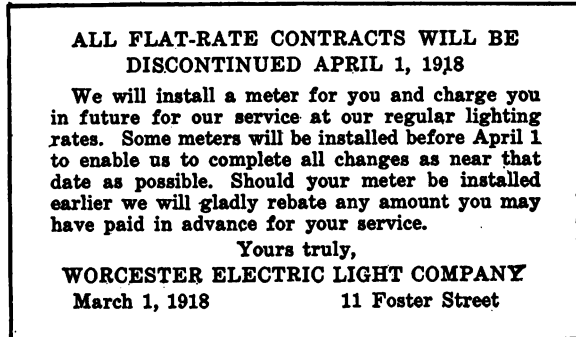 ALL FLAT-RATE CONTRACTS WILL BE
DISCONTINUED APRIL 1, 1918
We will install a meter for you and charge you
in future for our service at our regular lighting
rates. Some meters will be installed before April 1
to enable us to complete all changes as near that
date as possible. Should your meter be installed
earlier we will gladly rebate any amount you may
have paid in advance for your service.
Yours truly,
WORCESTER ELECTRIC LIGHT COMPANY
March 1, 1918 11 Foster Street